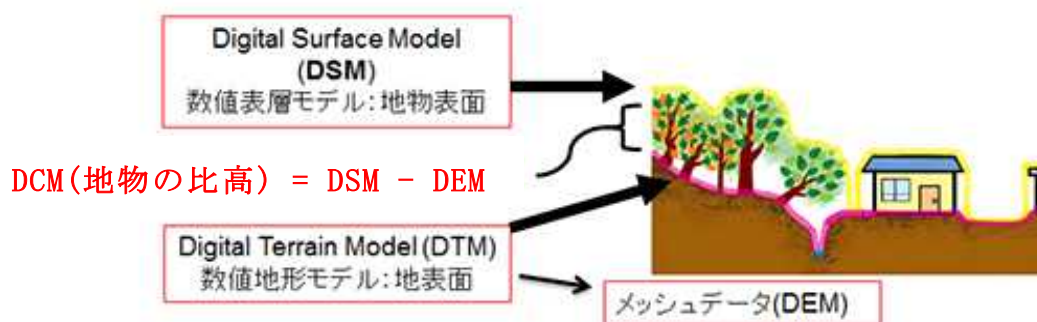 Digital Surface Model
(DSM)
数値表層モデル:地物表面
DCM(地物の比高) = DSM − DEM
Digital Terrain Model(DTM)
数値地形モデル:地表面
メッシュデータ(DEM)